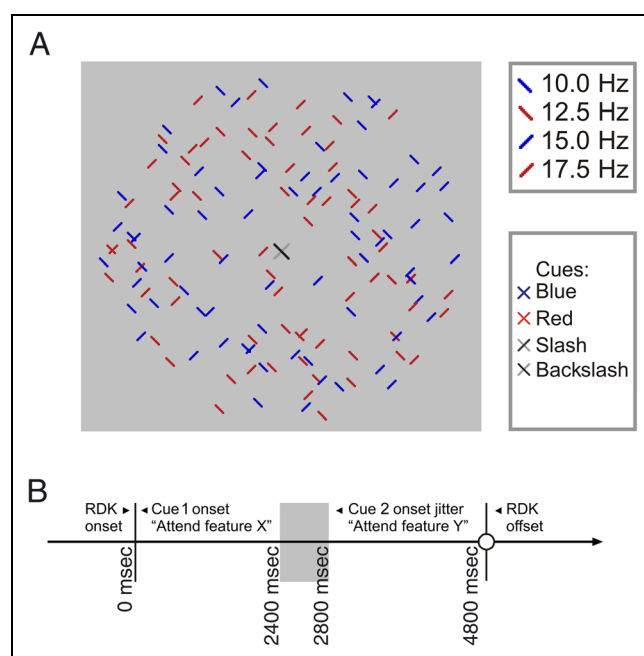 A
10.0 Hz
12.5 Hz
15.0 Hz
17.5 Hz
Cues:
Blue
Red
Slash
Backslash
B
RDK
onset
Cue 1 onset
“Attend feature X”
Cue 2 onset jitter
“Attend feature Y”
RDK
offset
0 msec
2400 msec
2800 msec
4800 msec